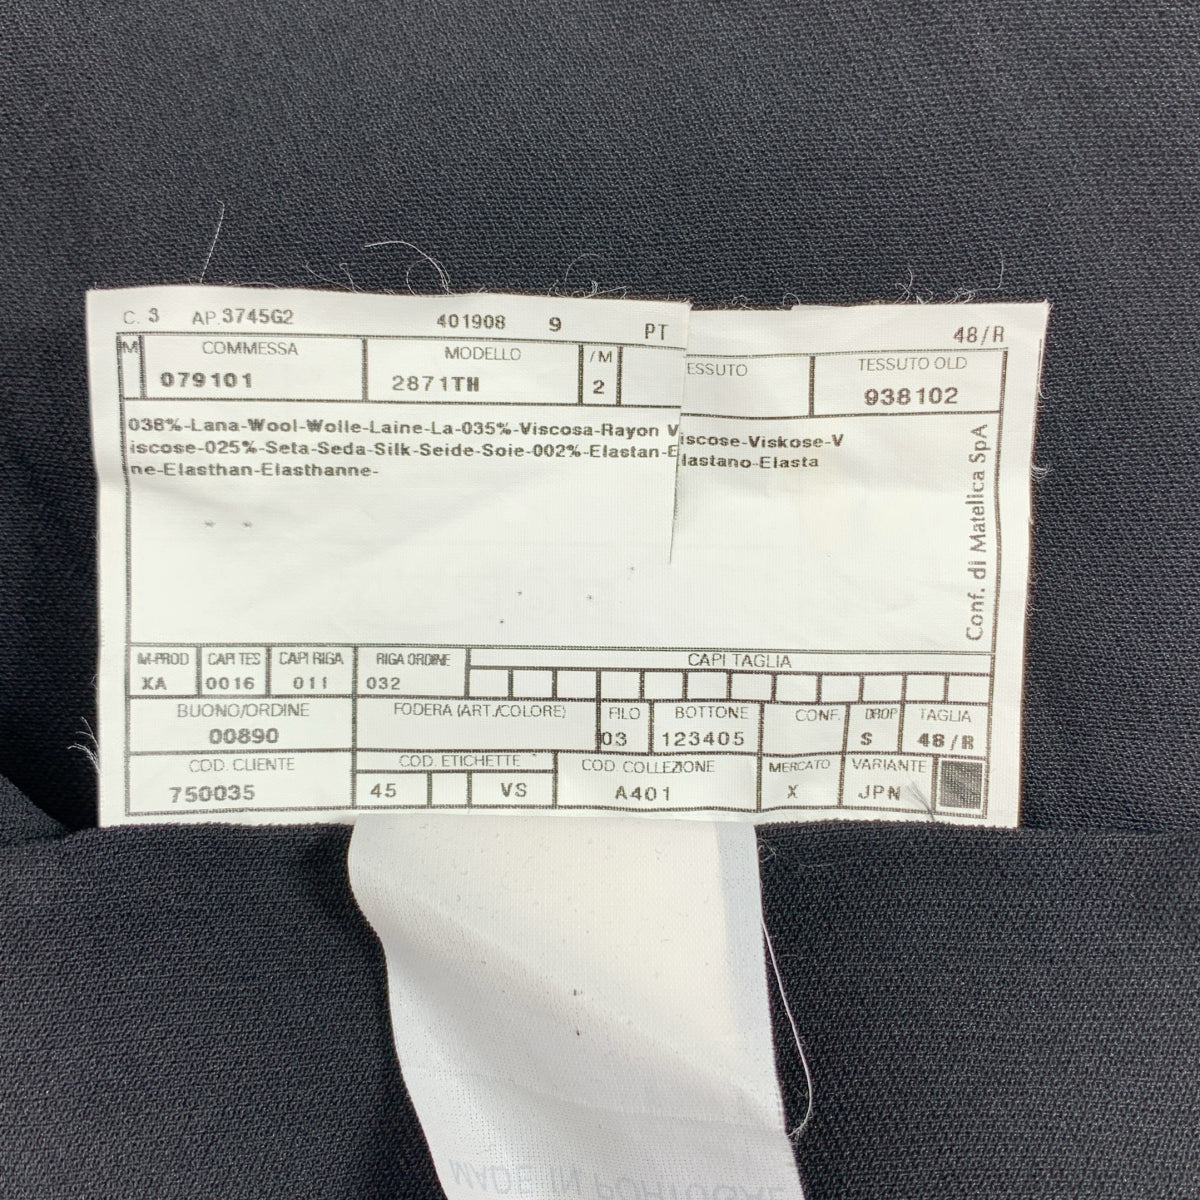 C. 3 AP.3745G2 401908 9 PT 48/R
M COMMESSA MODELLO /M ESSUTO TESSUTO OLD
079101 2871TH 2 938102
038%-Lana-Wool-Wolle-Laine-La-035%-Viscosa-Rayon V iscose-Viskose-V
iscose-025%-Seta-Seda-Silk-Seide-Soie-002%-Elastan-E lastano-Elasta
ne-Elasthan-Elasthanne-
Conf. di Matelica SpA
M-PROD CAPI TES CAPI RIGA RIGA ORDINE CAPI TAGLIA
XA 0016 011 032
BUONO/ORDINE FODERA (ART./COLORE) FILO BOTTONE CONF. DROP TAGLIA
00890 03 123405 S 48/R
COD. CLIENTE COD. ETICHETTE COD. COLLEZIONE MERCATO VARIANTE
750035 45 VS A401 X JPN
MADE IN PORTUGAL